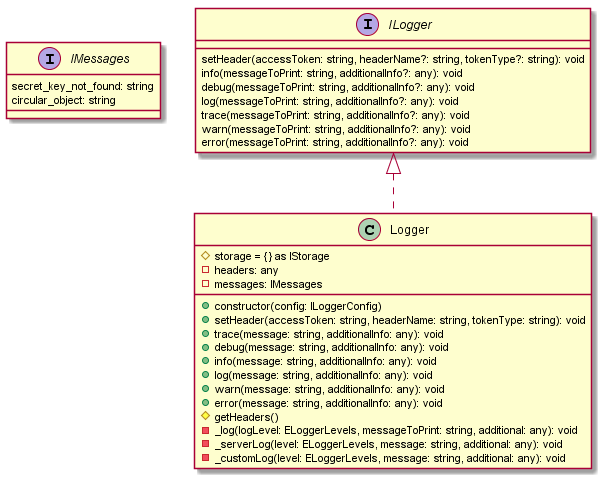 IMessages
secret_key_not_found: string
circular_object: string
ILogger
setHeader(accessToken: string, headerName?: string, tokenType?: string): void
info(messageToPrint: string, additionalInfo?: any): void
debug(messageToPrint: string, additionalInfo?: any): void
log(messageToPrint: string, additionalInfo?: any): void
trace(messageToPrint: string, additionalInfo?: any): void
warn(messageToPrint: string, additionalInfo?: any): void
error(messageToPrint: string, additionalInfo?: any): void
Logger
storage = {} as IStorage
headers: any
messages: IMessages
constructor(config: ILoggerConfig)
setHeader(accessToken: string, headerName: string, tokenType: string): void
trace(message: string, additionalInfo: any): void
debug(message: string, additionalInfo: any): void
info(message: string, additionalInfo: any): void
log(message: string, additionalInfo: any): void
warn(message: string, additionalInfo: any): void
error(message: string, additionalInfo: any): void
getHeaders()
_log(logLevel: ELoggerLevels, messageToPrint: string, additional: any): void
_serverLog(level: ELoggerLevels, message: string, additional: any): void
_customLog(level: ELoggerLevels, message: string, additional: any): void